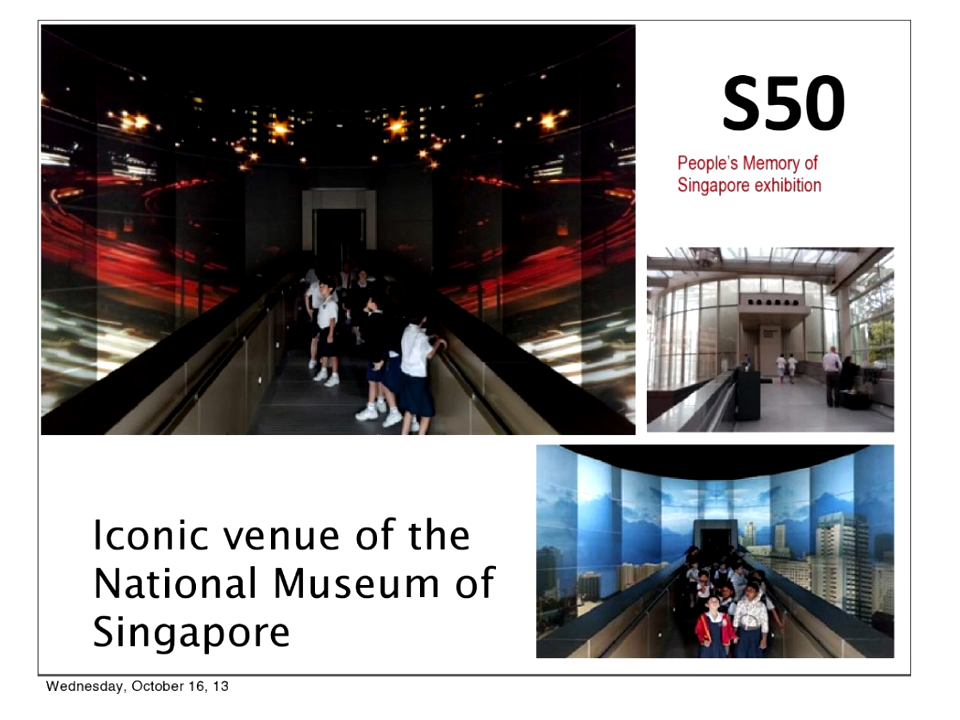 S50
People's Memory of
Singapore exhibition
Iconic venue of the
National Museum of
Singapore
Wednesday, October 16, 13